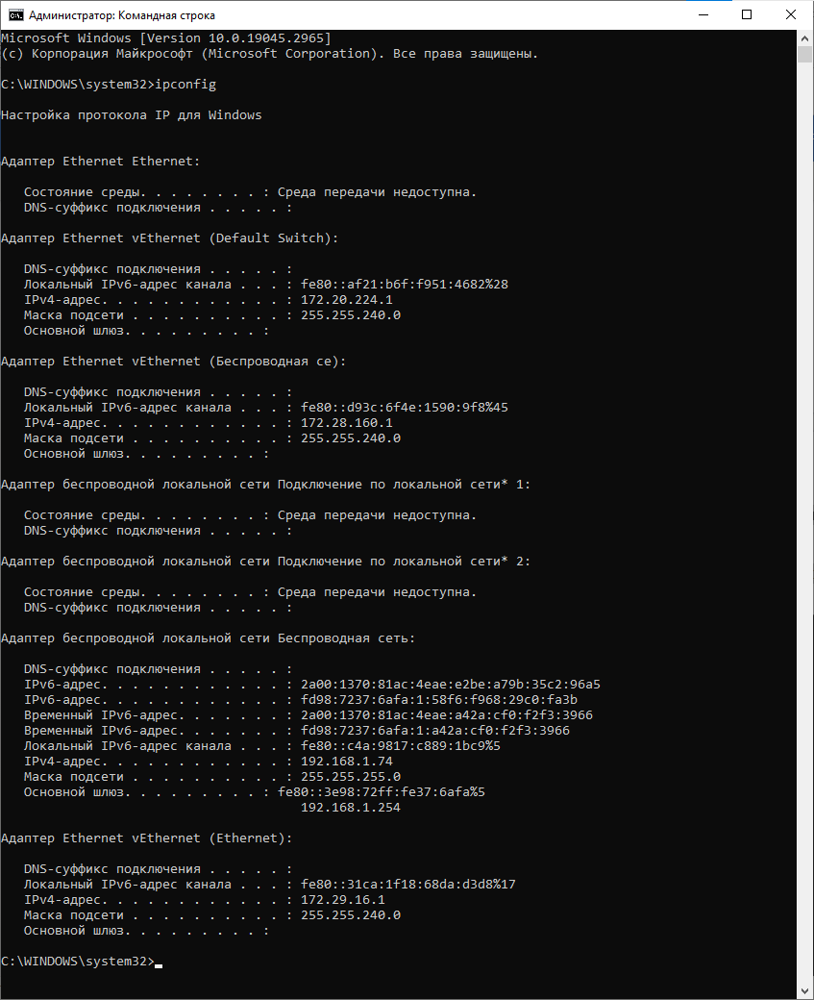 Администратор: Командная строка
Microsoft Windows [Version 10.0.19045.2965]
(c) Корпорация Майкрософт (Microsoft Corporation). Все права защищены.
C:\WINDOWS\system32>ipconfig
Настройка протокола IP для Windows
Адаптер Ethernet Ethernet:
Состояние среды. . . . . . . . : Среда передачи недоступна.
DNS-суффикс подключения . . . . . :
Адаптер Ethernet vEthernet (Default Switch):
DNS-суффикс подключения . . . . . :
Локальный IPv6-адрес канала . . . : fe80::af21:b6f:f951:4682%28
IPv4-адрес. . . . . . . . . . . . : 172.20.224.1
Маска подсети . . . . . . . . . . : 255.255.240.0
Основной шлюз. . . . . . . . . :
Адаптер Ethernet vEthernet (Беспроводная се):
DNS-суффикс подключения . . . . . :
Локальный IPv6-адрес канала . . . : fe80::d93c:6f4e:1590:9f8%45
IPv4-адрес. . . . . . . . . . . . : 172.28.160.1
Маска подсети . . . . . . . . . . : 255.255.240.0
Основной шлюз. . . . . . . . . :
Адаптер беспроводной локальной сети Подключение по локальной сети* 1:
Состояние среды. . . . . . . . : Среда передачи недоступна.
DNS-суффикс подключения . . . . . :
Адаптер беспроводной локальной сети Подключение по локальной сети* 2:
Состояние среды. . . . . . . . : Среда передачи недоступна.
DNS-суффикс подключения . . . . . :
Адаптер беспроводной локальной сети Беспроводная сеть:
DNS-суффикс подключения . . . . . :
IPv6-адрес. . . . . . . . . . . . : 2a00:1370:81ac:4eae:e2be:a79b:35c2:96a5
IPv6-адрес. . . . . . . . . . . . : fd98:7237:6afa:1:58f6:f968:29c0:fa3b
Временный IPv6-адрес. . . . . . . : 2a00:1370:81ac:4eae:a42a:cf0:f2f3:3966
Временный IPv6-адрес. . . . . . . : fd98:7237:6afa:1:a42a:cf0:f2f3:3966
Локальный IPv6-адрес канала . . . : fe80::c4a:9817:c889:1bc9%5
IPv4-адрес. . . . . . . . . . . . : 192.168.1.74
Маска подсети . . . . . . . . . . : 255.255.255.0
Основной шлюз. . . . . . . . . : fe80::3e98:72ff:fe37:6afa%5
192.168.1.254
Адаптер Ethernet vEthernet (Ethernet):
DNS-суффикс подключения . . . . . :
Локальный IPv6-адрес канала . . . : fe80::31ca:1f18:68da:d3d8%17
IPv4-адрес. . . . . . . . . . . . : 172.29.16.1
Маска подсети . . . . . . . . . . : 255.255.240.0
Основной шлюз. . . . . . . . . :
C:\WINDOWS\system32>